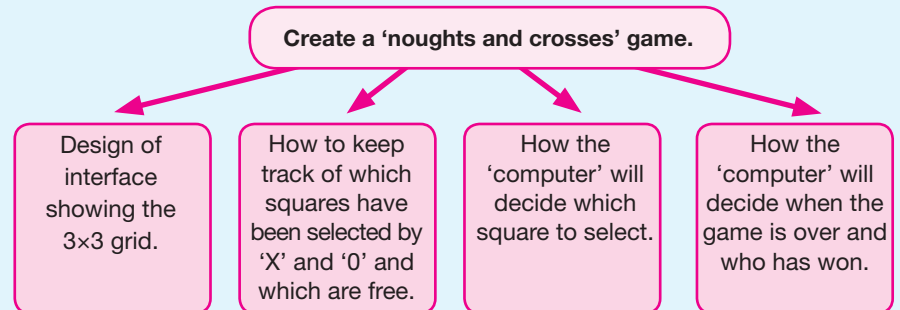 Create a ‘noughts and crosses’ game.
Design of
interface
showing the
3×3 grid.
How to keep
track of which
squares have
been selected by
‘X’ and ‘0’ and
which are free.
How the
‘computer’ will
decide which
square to select.
How the
‘computer’ will
decide when the
game is over and
who has won.